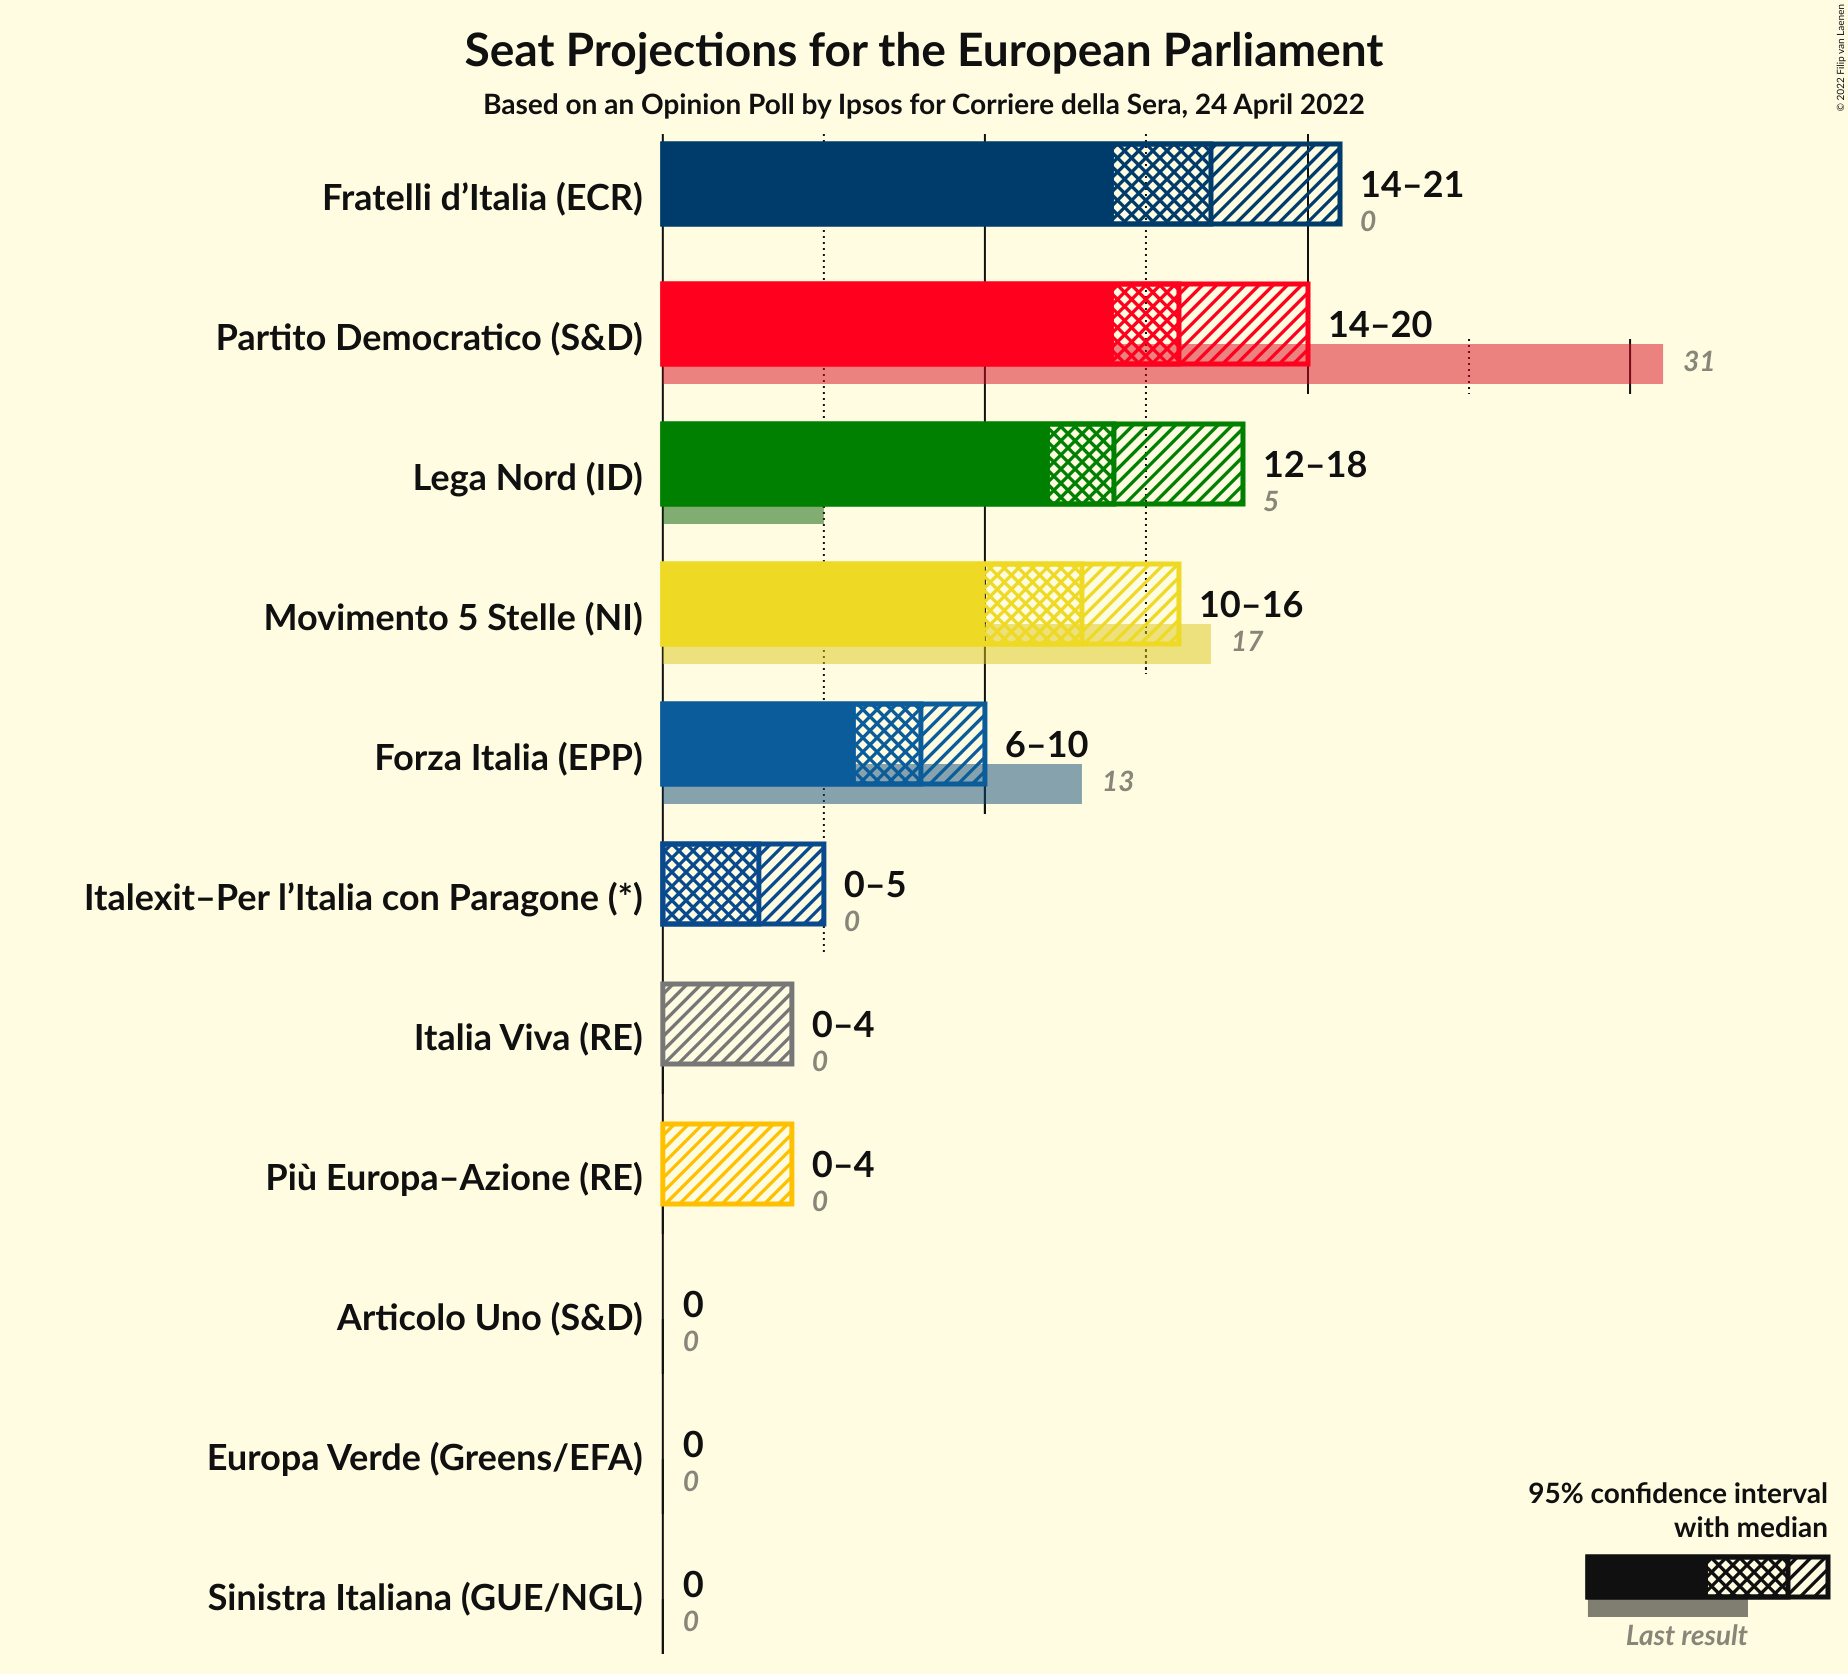 Seat Projections for the European Parliament
Based on an Opinion Poll by Ipsos for Corriere della Sera, 24 April 2022
© 2022 Filip van Laenen
Fratelli d’Italia (ECR)
14–21
0
Partito Democratico (S&D)
14–20
31
Lega Nord (ID)
12–18
5
Movimento 5 Stelle (NI)
10–16
17
Forza Italia (EPP)
6–10
13
Italexit–Per l’Italia con Paragone (*)
0–5
0
Italia Viva (RE)
0–4
0
Più Europa–Azione (RE)
0–4
0
Articolo Uno (S&D)
0
0
Europa Verde (Greens/EFA)
0
0
Sinistra Italiana (GUE/NGL)
0
0
95% confidence interval
with median
Last result